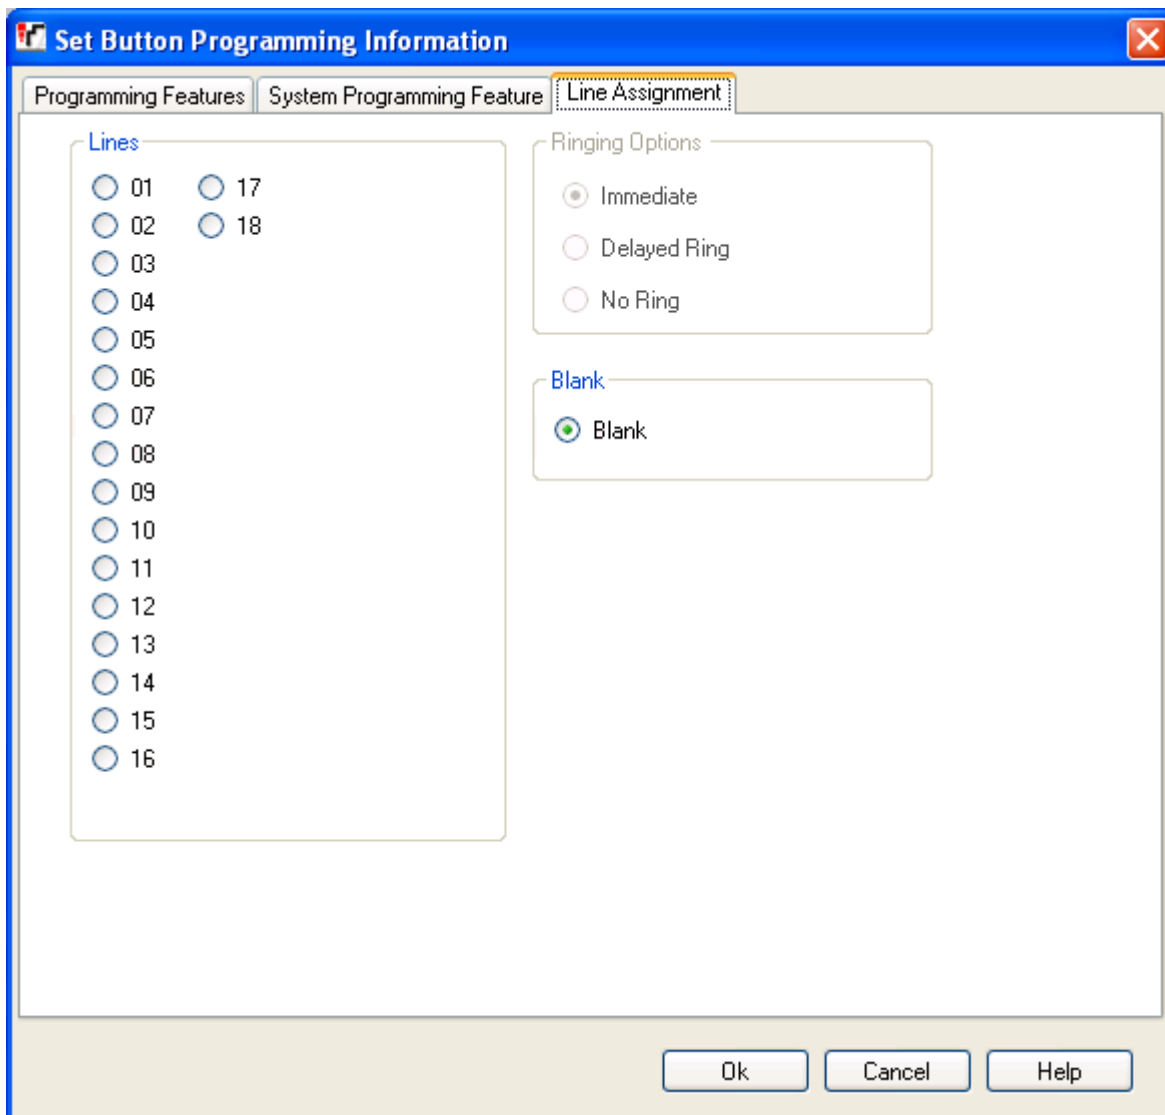 Set Button Programming Information
Programming Features
System Programming Feature
Line Assignment
Lines
01
02
03
04
05
06
07
08
09
10
11
12
13
14
15
16
17
18
Ringing Options
Immediate
Delayed Ring
No Ring
Blank
Blank
Ok
Cancel
Help